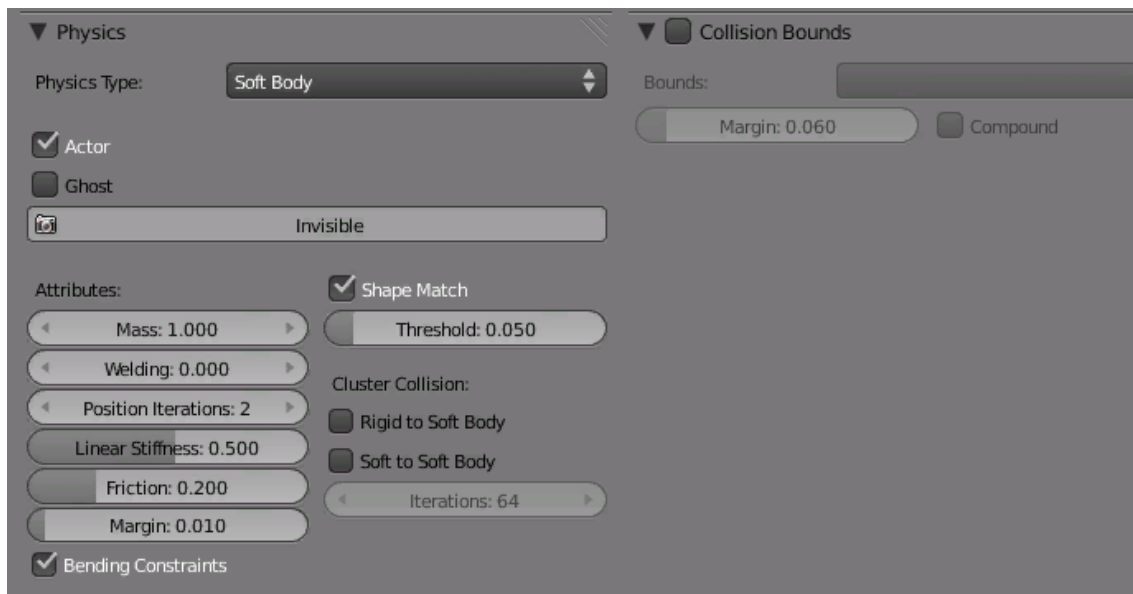 Physics
Physics Type: Soft Body
Actor
Ghost
Invisible
Attributes:
Mass: 1.000
Welding: 0.000
Position Iterations: 2
Linear Stiffness: 0.500
Friction: 0.200
Margin: 0.010
Bending Constraints
Shape Match
Threshold: 0.050
Cluster Collision:
Rigid to Soft Body
Soft to Soft Body
Iterations: 64
Collision Bounds
Bounds:
Margin: 0.060
Compound